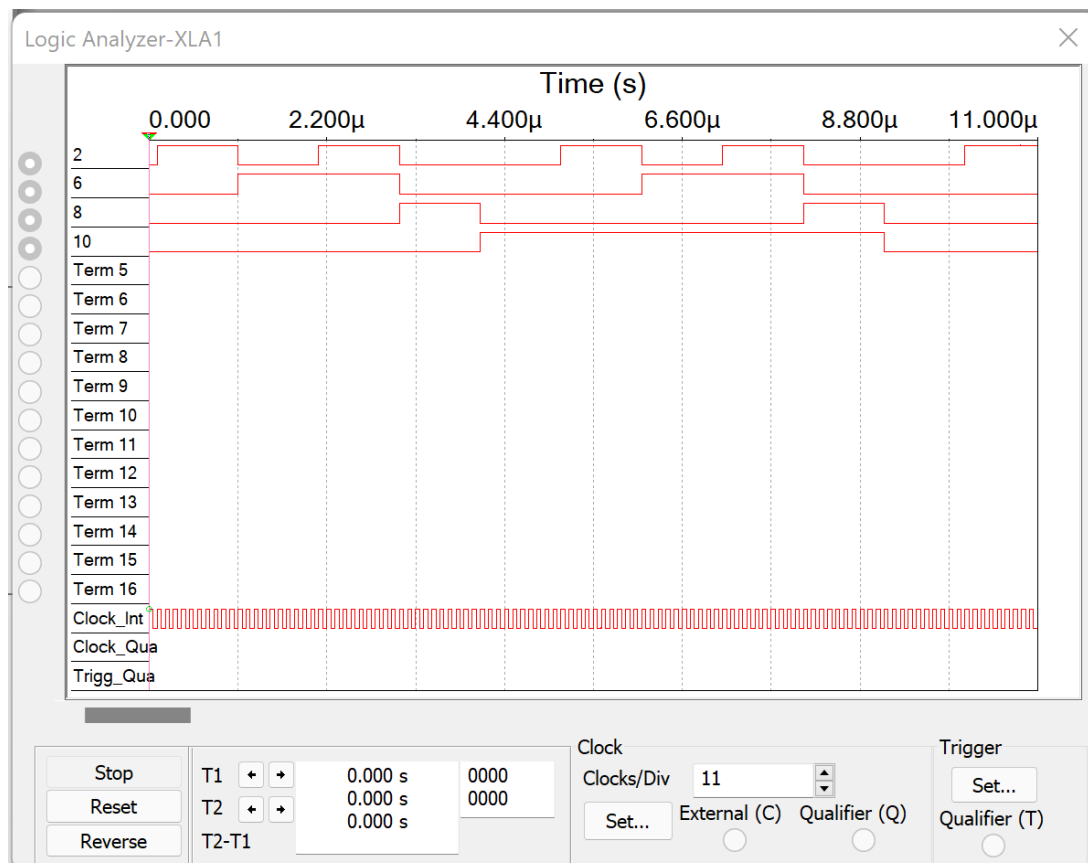 Logic Analyzer-XLA1
Time (s)
0.000 2.200µ 4.400µ 6.600µ 8.800µ 11.000µ
2
6
8
10
Term 5
Term 6
Term 7
Term 8
Term 9
Term 10
Term 11
Term 12
Term 13
Term 14
Term 15
Term 16
Clock_Int
Clock_Qua
Trigg_Qua
Stop
Reset
Reverse
T1 0.000 s 0000
T2 0.000 s 0000
0.000 s
T2-T1
Clock
Clocks/Div 11
Set... External (C) Qualifier (Q)
Trigger
Set...
Qualifier (T)